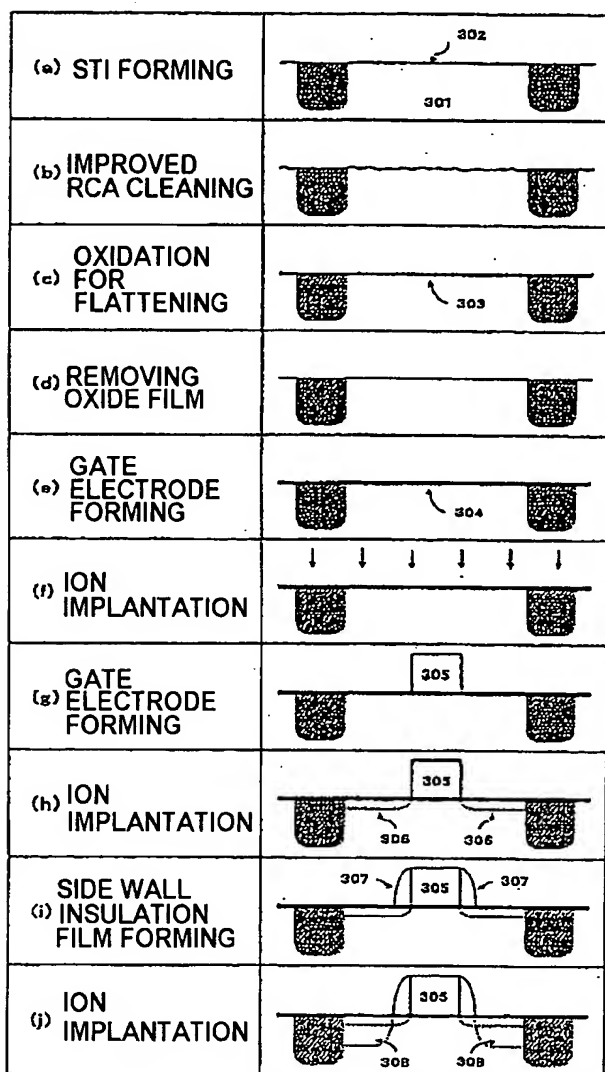 (a) STI FORMING
302
301
(b) IMPROVED
RCA CLEANING
(c) OXIDATION
FOR
FLATTENING
303
(d) REMOVING
OXIDE FILM
(e) GATE
ELECTRODE
FORMING
304
(f) ION
IMPLANTATION
(g) GATE
ELECTRODE
FORMING
305
(h) ION
IMPLANTATION
305
306
306
(i) SIDE WALL
INSULATION
FILM FORMING
307
305
307
(j) ION
IMPLANTATION
305
308
308